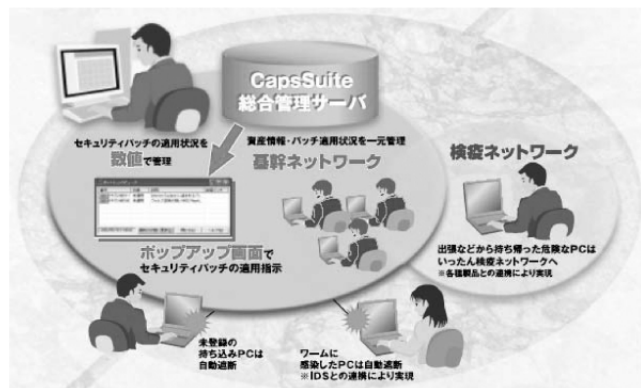 CapsSuite
総合管理サーバ
セキュリティパッチの適用状況を
数値で管理
資産情報・パッチ適用状況を一元管理
基幹ネットワーク
検疫ネットワーク
ポップアップ画面で
セキュリティパッチの適用指示
出張などから持ち帰った危険なPCは
いったん検疫ネットワークへ
※各種製品との連携により実現
未登録の
持ち込みPCは
自動遮断
ワームに
感染したPCは自動遮断
※IDSとの連携により実現